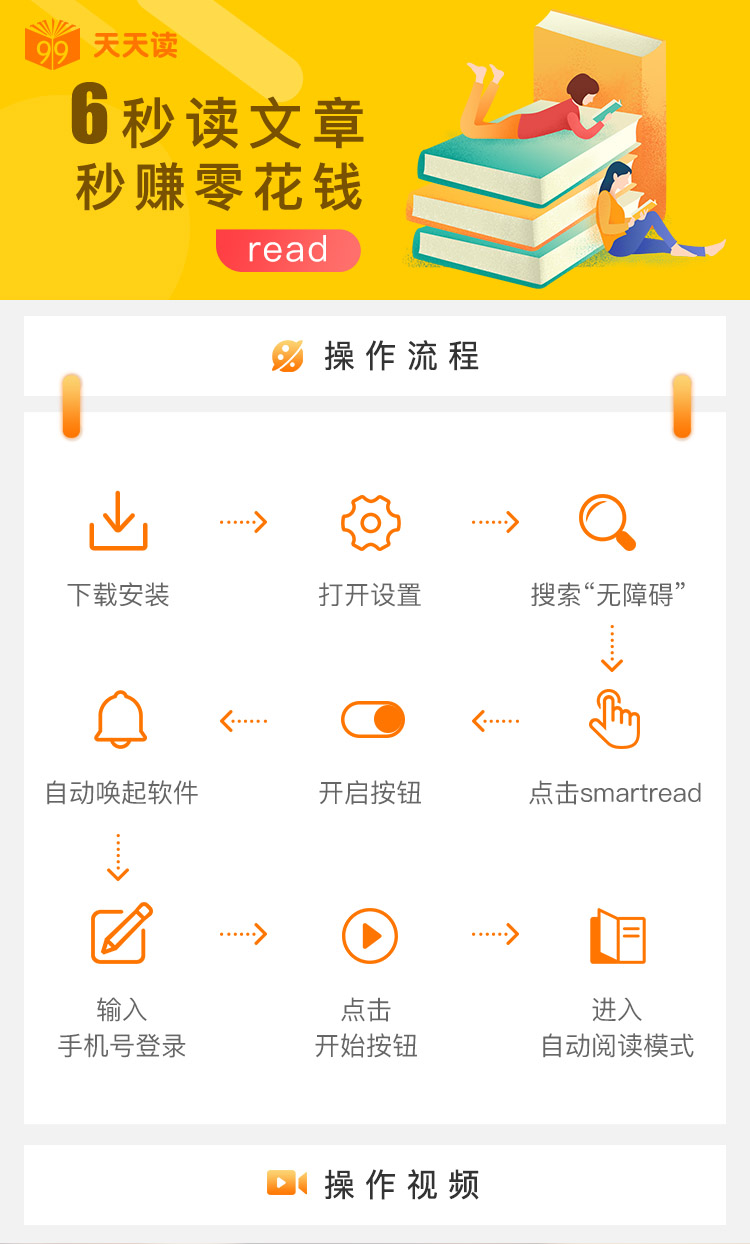 99
天天读
6秒读文章
秒赚零花钱
read
操作流程
下载安装
打开设置
搜索“无障碍”
点击smartread
开启按钮
自动唤起软件
输入
手机号登录
点击
开始按钮
进入
自动阅读模式
操作视频